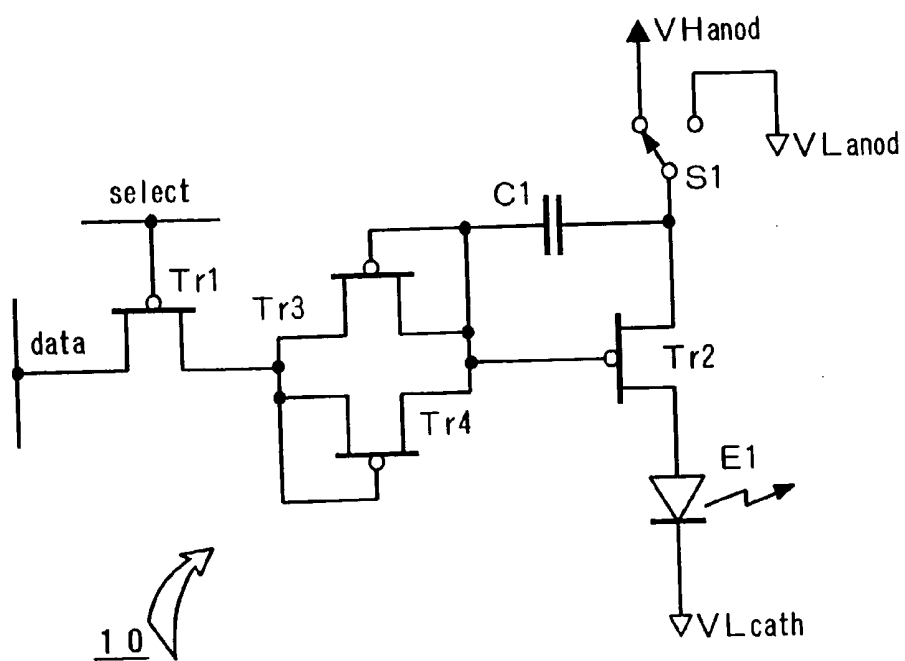 VHanod
VLanod
S1
C1
select
Tr1
Tr3
data
Tr2
Tr4
E1
10
VLcath